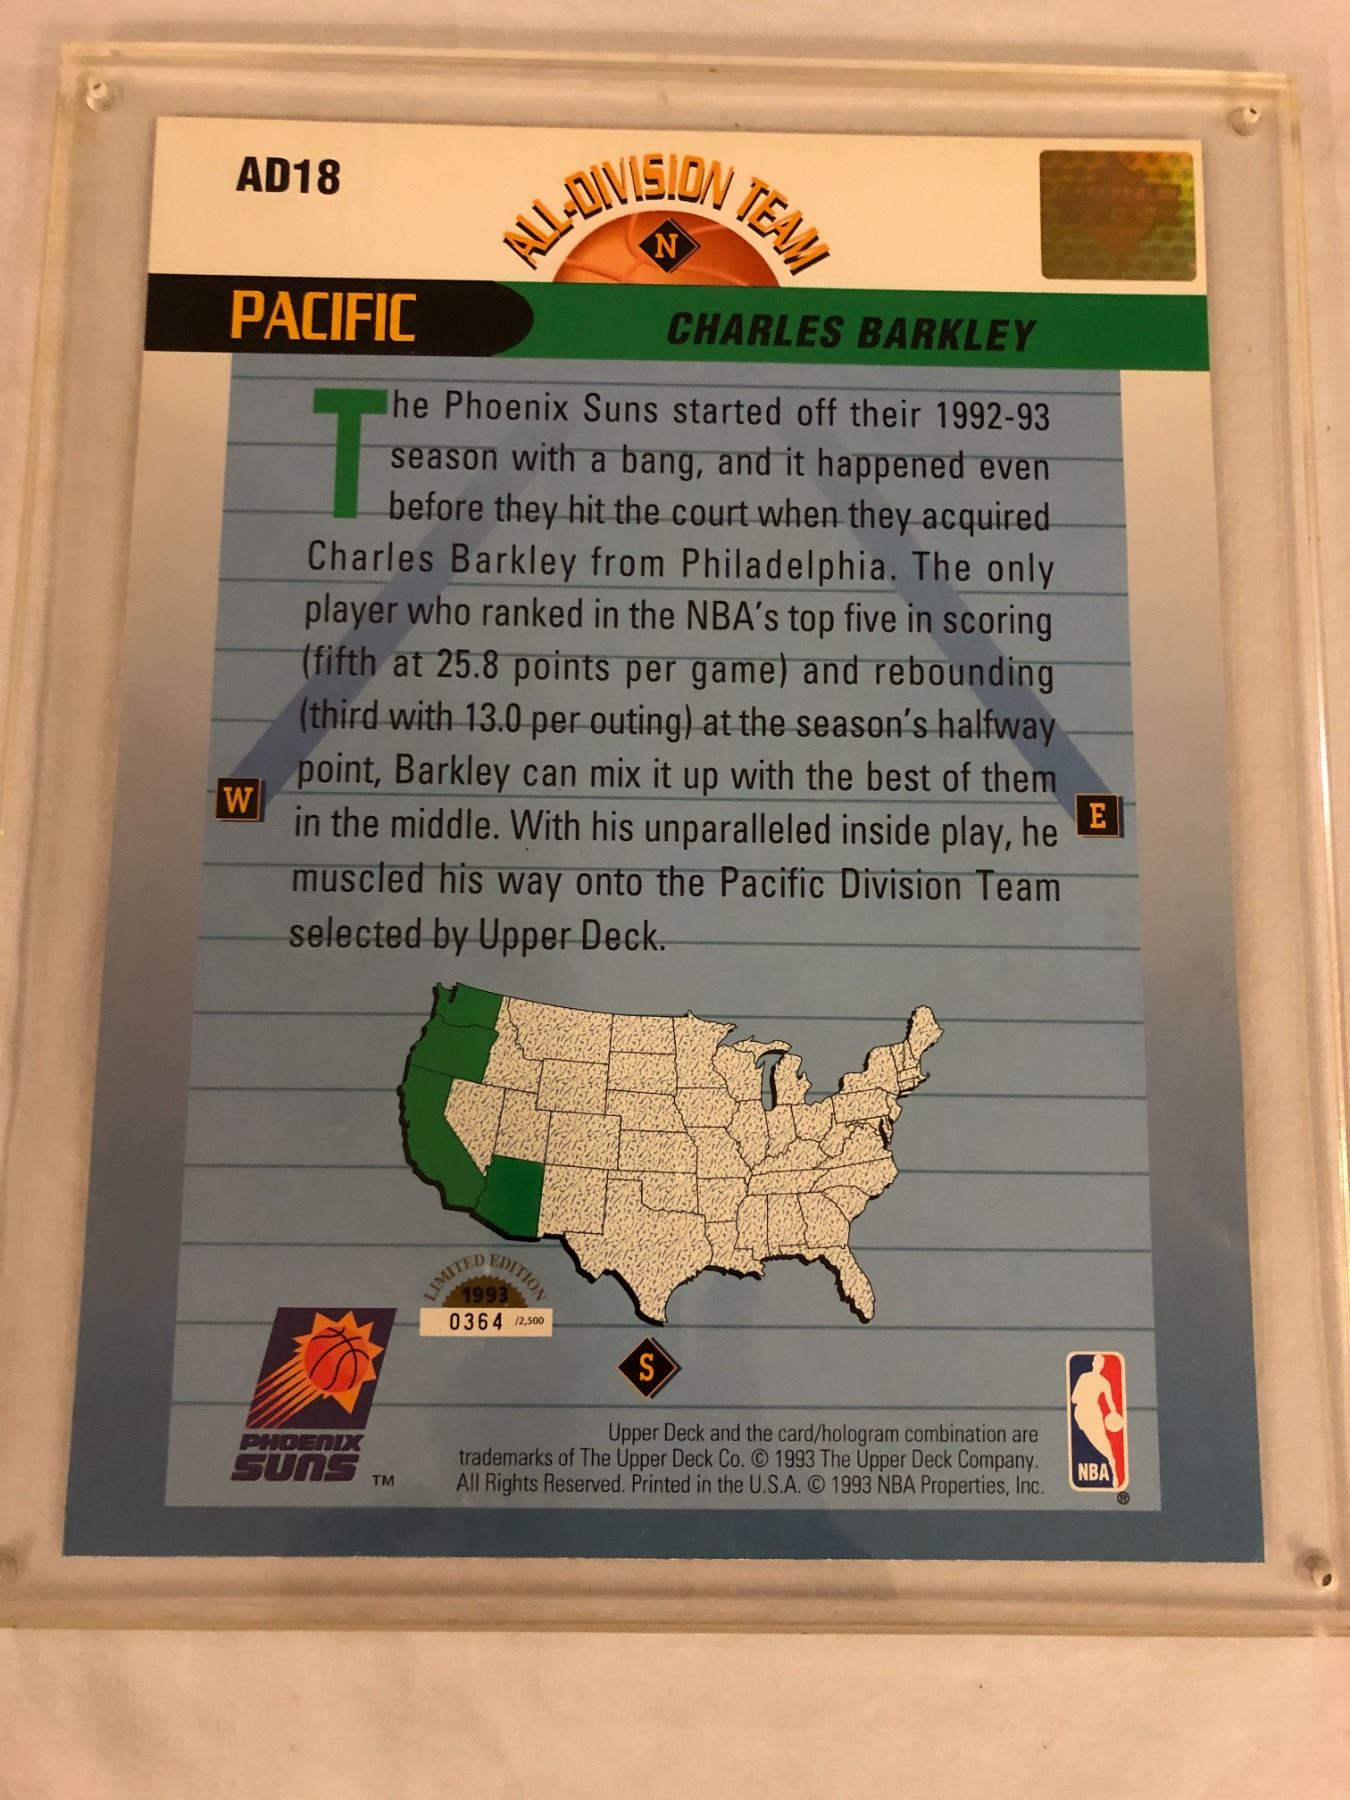 AD18
ALL-DIVISION TEAM
N
PACIFIC
CHARLES BARKLEY
The Phoenix Suns started off their 1992-93
season with a bang, and it happened even
before they hit the court when they acquired
Charles Barkley from Philadelphia. The only
player who ranked in the NBA's top five in scoring
(fifth at 25.8 points per game) and rebounding
(third with 13.0 per outing) at the season's halfway
point, Barkley can mix it up with the best of them
in the middle. With his unparalleled inside play, he
muscled his way onto the Pacific Division Team
selected by Upper Deck.
W
E
LIMITED EDITION
1993
0364 /2,500
S
PHOENIX
SUNS TM
Upper Deck and the card/hologram combination are
trademarks of The Upper Deck Co. © 1993 The Upper Deck Company.
All Rights Reserved. Printed in the U.S.A. © 1993 NBA Properties, Inc.
NBA
®